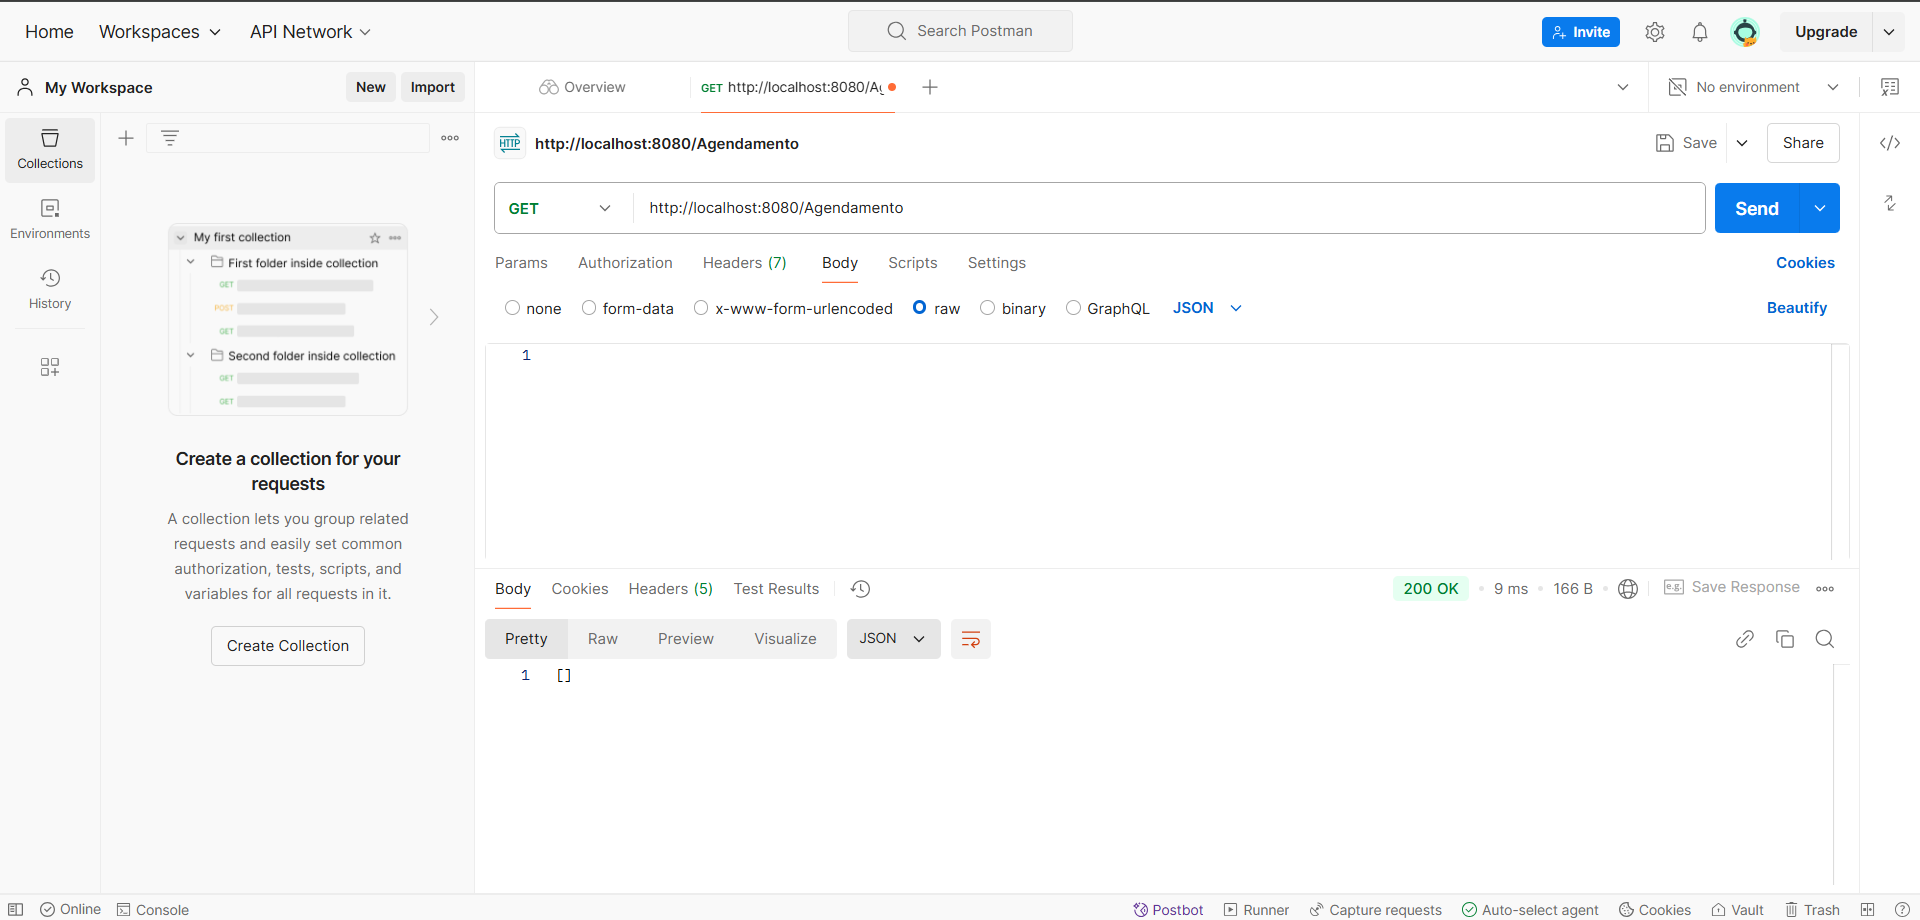 Home Workspaces API Network Search Postman Invite Upgrade
My Workspace New Import Overview GET http://localhost:8080/Ag No environment
Collections
Environments
History
My first collection
First folder inside collection
GET
POST
GET
Second folder inside collection
GET
GET
Create a collection for your
requests
A collection lets you group related
requests and easily set common
authorization, tests, scripts, and
variables for all requests in it.
Create Collection
HTTP http://localhost:8080/Agendamento Save Share
GET http://localhost:8080/Agendamento Send
Params Authorization Headers (7) Body Scripts Settings Cookies
none form-data x-www-form-urlencoded raw binary GraphQL JSON Beautify
1
Body Cookies Headers (5) Test Results 200 OK 9 ms 166 B e.g. Save Response
Pretty Raw Preview Visualize JSON
1 []
Online Console Postbot Runner Capture requests Auto-select agent Cookies Vault Trash